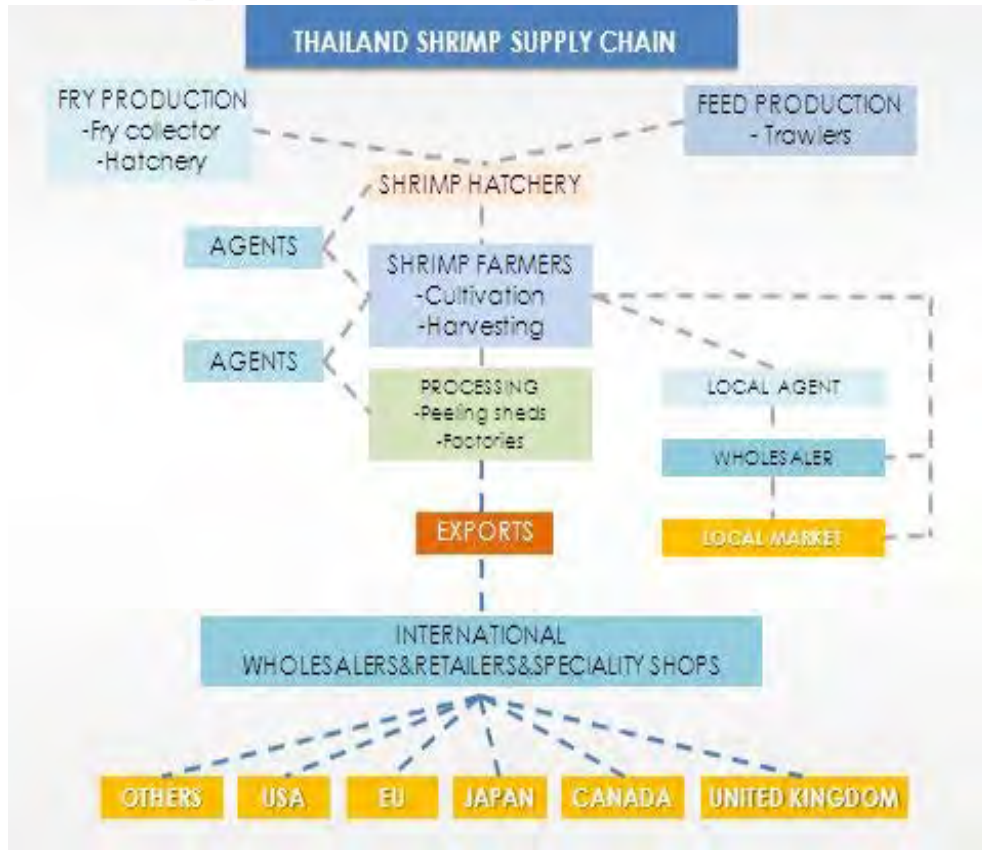 THAILAND SHRIMP SUPPLY CHAIN
FRY PRODUCTION
-Fry collector
-Hatchery
FEED PRODUCTION
- Trawlers
SHRIMP HATCHERY
AGENTS
SHRIMP FARMERS
-Cultivation
-Harvesting
AGENTS
PROCESSING
-Peeling sheds
-Factories
LOCAL AGENT
WHOLESALER
LOCAL MARKET
EXPORTS
INTERNATIONAL
WHOLESALERS&RETAILERS&SPECIALITY SHOPS
OTHERS
USA
EU
JAPAN
CANADA
UNITED KINGDOM